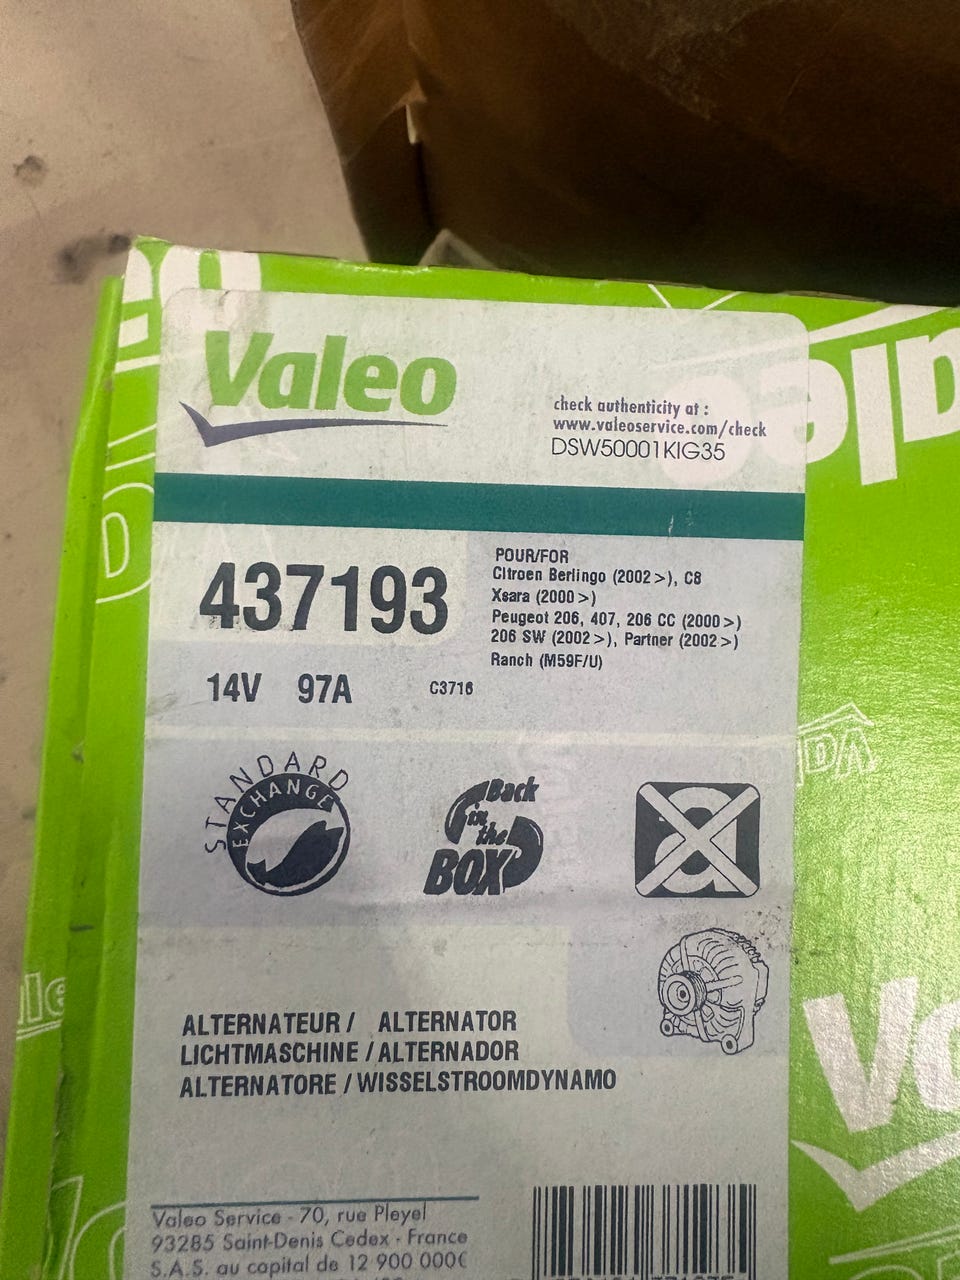 Valeo
check authenticity at :
www.valeoservice.com/check
DSW50001KIG35
437193
14V 97A
C3716
POUR/FOR
Citroen Berlingo (2002>), C8
Xsara (2000>)
Peugeot 206, 407, 206 CC (2000>)
206 SW (2002>), Partner (2002>)
Ranch (M59F/U)
STANDARD
EXCHANGE
Back
in
the
BOX
a
ALTERNATEUR / ALTERNATOR
LICHTMASCHINE / ALTERNADOR
ALTERNATORE / WISSELSTROOMDYNAMO
Valeo Service - 70, rue Pleyel
93285 Saint-Denis Cedex - France
S.A.S. au capital de 12 900 000€